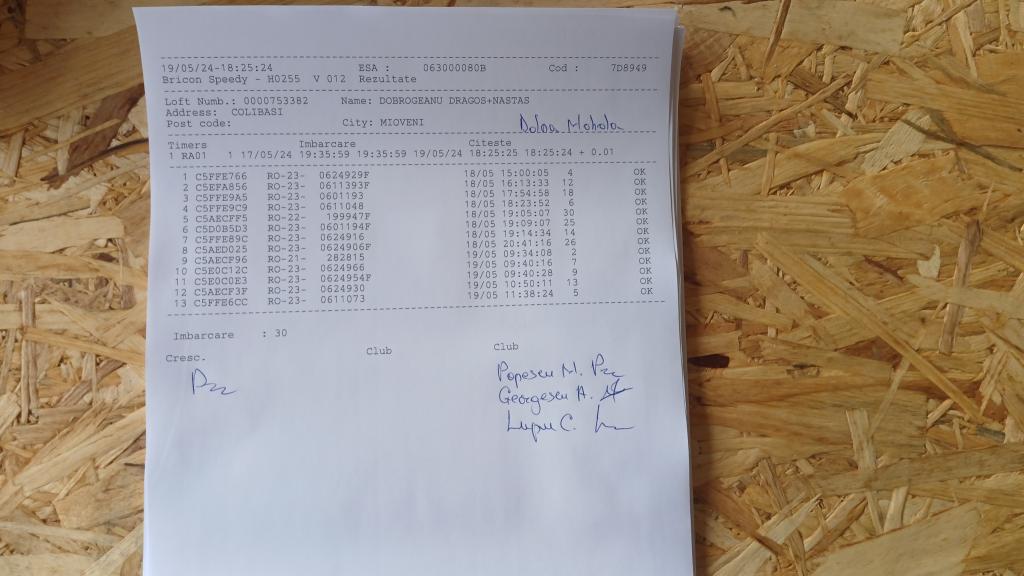 19/05/24-18:25:24 ESA : 063000080B Cod : 7D8949
Bricon Speedy - H0255 V 012 Rezultate
Loft Numb.: 0000753382 Name: DOBROGEANU DRAGOS+NASTAS
Address: COLIBASI
Post code: City: MIOVENI
Timers Imbarcare Citeste
1 RA01 1 17/05/24 19:35:59 19:35:59 19/05/24 18:25:25 18:25:24 + 0.01
1 C5FFE766 RO-23- 0624929F 18/05 15:00:05 4 OK
2 C5EFA856 RO-23- 0611393F 18/05 16:13:33 12 OK
3 C5FFE9A5 RO-23- 0601193 18/05 17:54:58 18 OK
4 C5FFE9C9 RO-23- 0611048 18/05 18:23:52 6 OK
5 C5AECFF5 RO-22- 199947F 18/05 19:05:07 30 OK
6 C5D0B5D3 RO-23- 0601194F 18/05 19:09:07 25 OK
7 C5FFE89C RO-23- 0624916 18/05 19:14:34 14 OK
8 C5AED025 RO-23- 0624906F 18/05 20:41:16 26 OK
9 C5AECF96 RO-21- 282815 19/05 09:34:08 2 OK
10 C5E0C12C RO-23- 0624966 19/05 09:40:16 7 OK
11 C5E0C0E3 RO-23- 0624954F 19/05 09:40:28 9 OK
12 C5AECF3F RO-23- 0624930 19/05 10:50:11 13 OK
13 C5FFE6CC RO-23- 0611073 19/05 11:38:24 5 OK
Imbarcare : 30
Cresc. Club Club
Popescu M.
Georgescu A.
Lupu C.